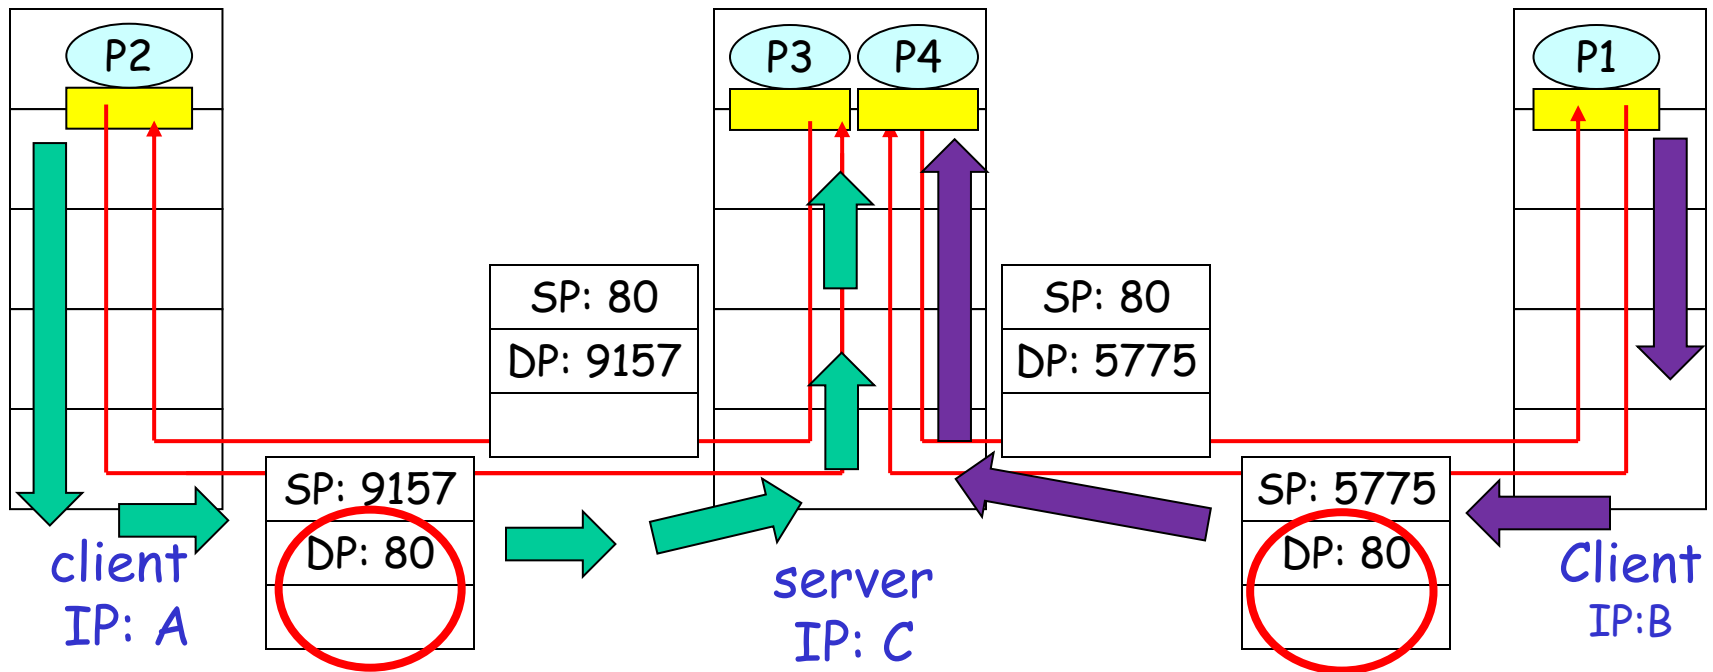 P2
P3
P4
P1
SP: 80
DP: 9157
SP: 80
DP: 5775
SP: 9157
DP: 80
SP: 5775
DP: 80
client
IP: A
server
IP: C
Client
IP:B